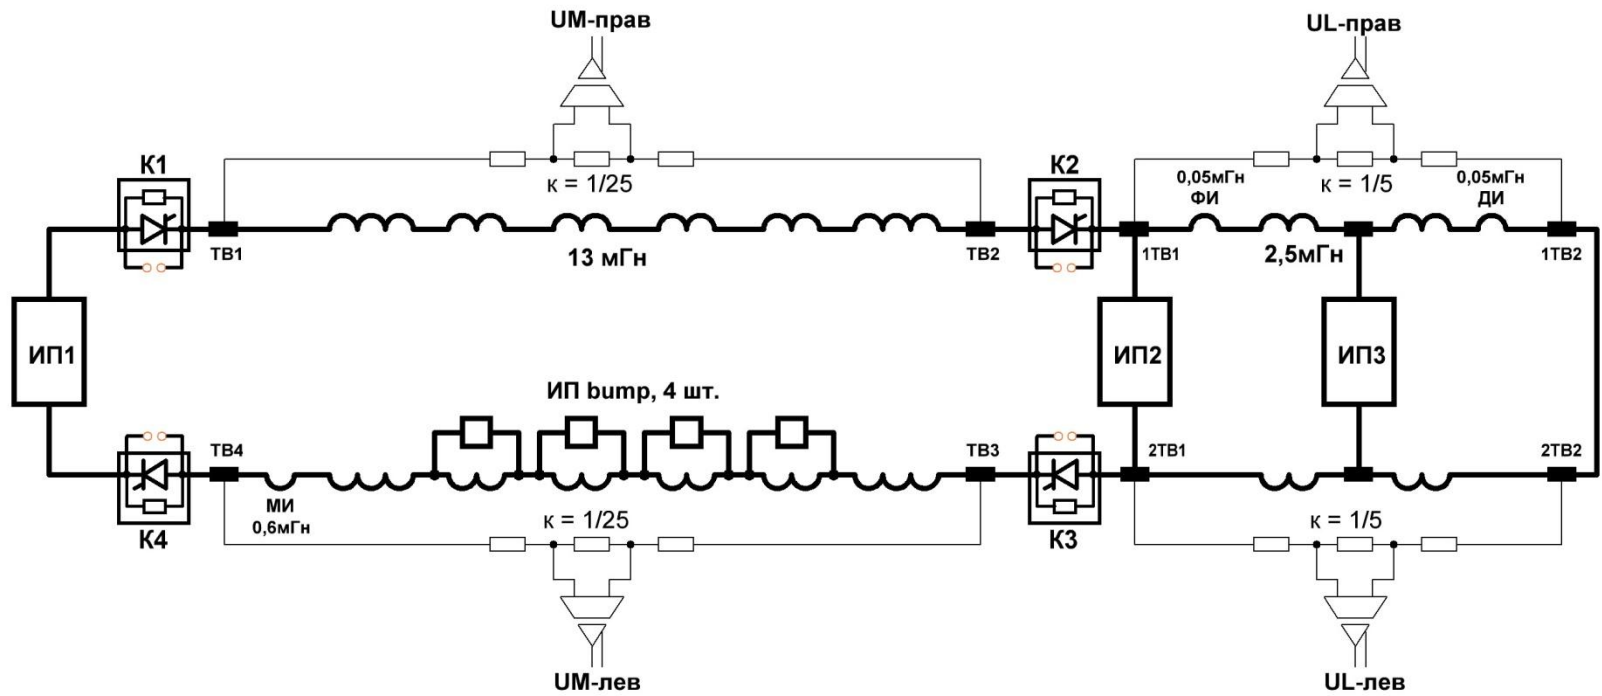 UM-прав
UL-прав
К1
к = 1/25
К2
0,05мГн
ФИ
к = 1/5
0,05мГн
ДИ
ТВ1
13 мГн
ТВ2
1ТВ1
2,5мГн
1ТВ2
ИП1
ИП2
ИП3
ИП bump, 4 шт.
ТВ4
ТВ3
2ТВ1
2ТВ2
МИ
0,6мГн
К4
к = 1/25
К3
к = 1/5
UM-лев
UL-лев